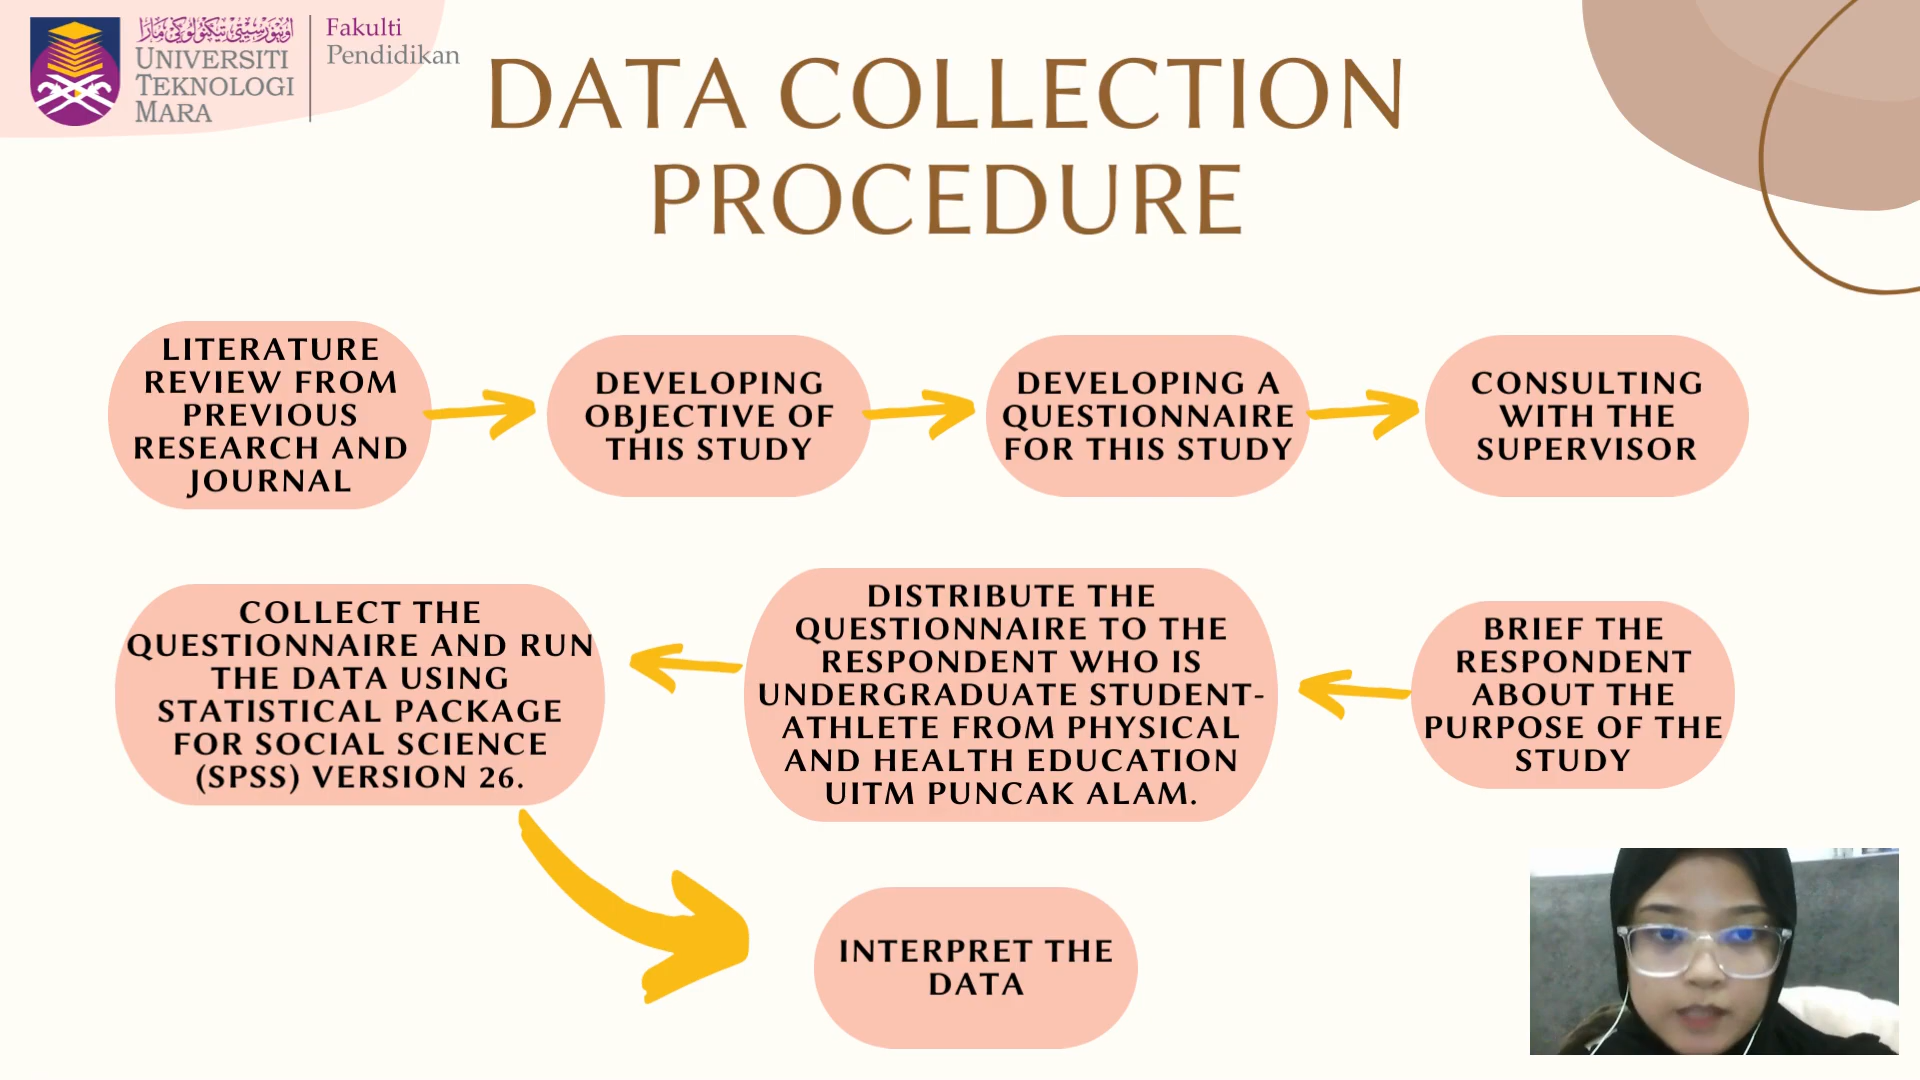 اونيۏرسيتي تيكنولوڬي مارا
UNIVERSITI
TEKNOLOGI
MARA
Fakulti
Pendidikan
DATA COLLECTION
PROCEDURE
LITERATURE
REVIEW FROM
PREVIOUS
RESEARCH AND
JOURNAL
DEVELOPING
OBJECTIVE OF
THIS STUDY
DEVELOPING A
QUESTIONNAIRE
FOR THIS STUDY
CONSULTING
WITH THE
SUPERVISOR
BRIEF THE
RESPONDENT
ABOUT THE
PURPOSE OF THE
STUDY
DISTRIBUTE THE
QUESTIONNAIRE TO THE
RESPONDENT WHO IS
UNDERGRADUATE STUDENT-
ATHLETE FROM PHYSICAL
AND HEALTH EDUCATION
UITM PUNCAK ALAM.
COLLECT THE
QUESTIONNAIRE AND RUN
THE DATA USING
STATISTICAL PACKAGE
FOR SOCIAL SCIENCE
(SPSS) VERSION 26.
INTERPRET THE
DATA